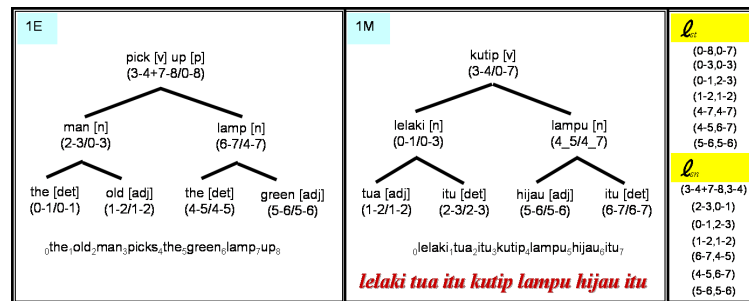 1E
pick [v] up [p]
(3-4+7-8/0-8)
man [n]
(2-3/0-3)
lamp [n]
(6-7/4-7)
the [det]
(0-1/0-1)
old [adj]
(1-2/1-2)
the [det]
(4-5/4-5)
green [adj]
(5-6/5-6)
0the1old2man3picks4the5green6lamp7up8
1M
kutip [v]
(3-4/0-7)
lelaki [n]
(0-1/0-3)
lampu [n]
(4_5/4_7)
tua [adj]
(1-2/1-2)
itu [det]
(2-3/2-3)
hijau [adj]
(5-6/5-6)
itu [det]
(6-7/6-7)
0lelaki1tua2itu3kutip4lampu5hijau6itu7
lelaki tua itu kutip lampu hijau itu
ℓst
(0-8,0-7)
(0-3,0-3)
(0-1,2-3)
(1-2,1-2)
(4-7,4-7)
(4-5,6-7)
(5-6,5-6)
ℓsn
(3-4+7-8,3-4)
(2-3,0-1)
(0-1,2-3)
(1-2,1-2)
(6-7,4-5)
(4-5,6-7)
(5-6,5-6)